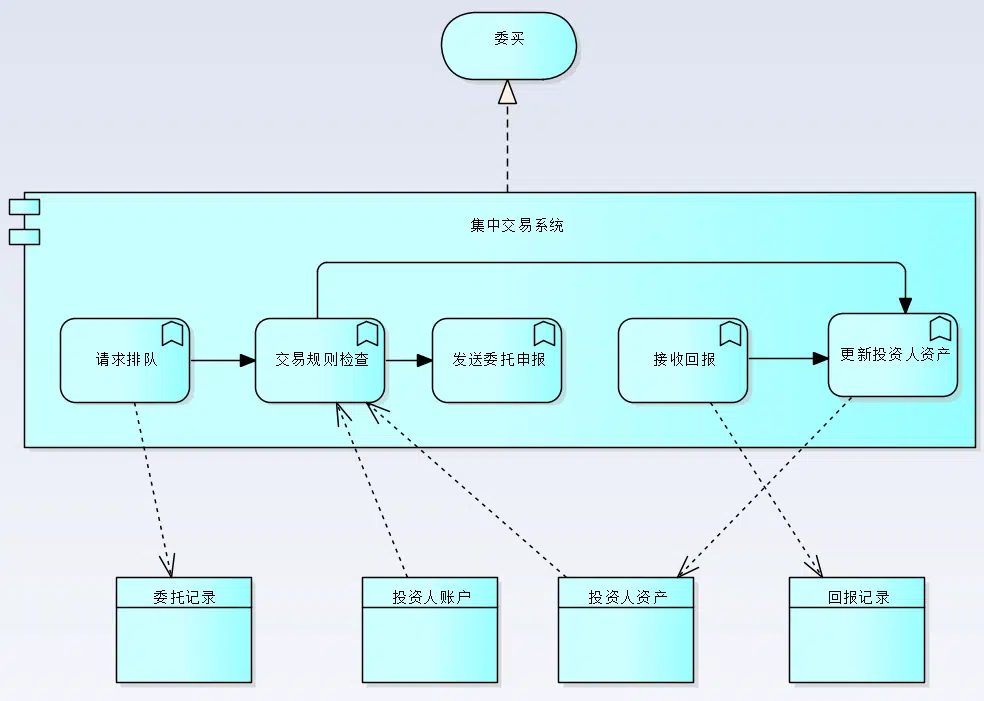 委买
集中交易系统
请求排队
交易规则检查
发送委托申报
接收回报
更新投资人资产
委托记录
投资人账户
投资人资产
回报记录